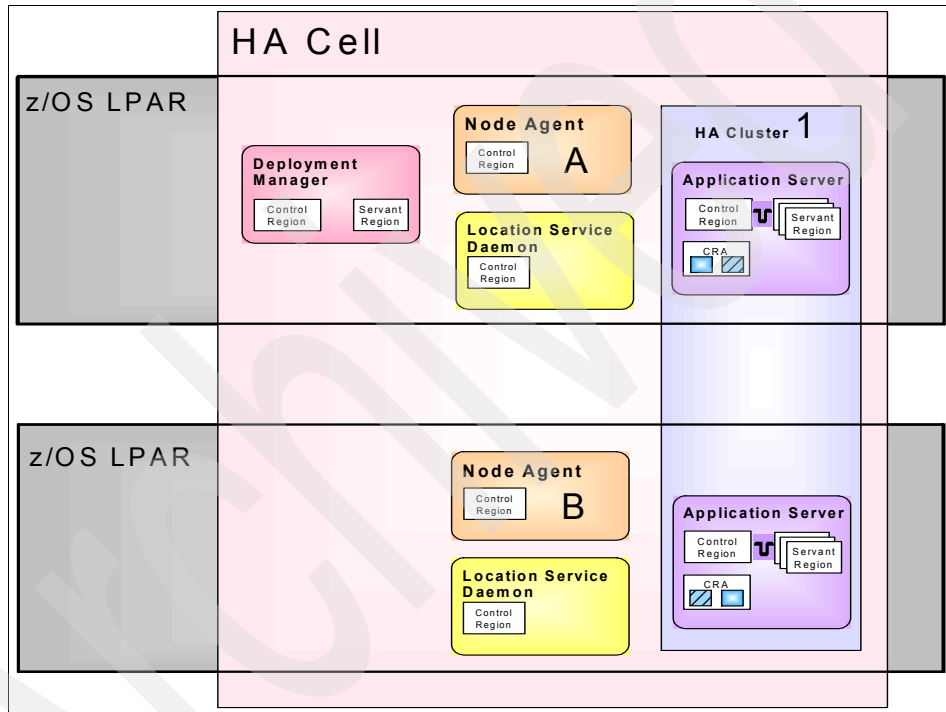 HA Cell
z/OS LPAR
Deployment
Manager
Control
Region
Servant
Region
Node Agent
Control
Region
A
Location Service
Daemon
Control
Region
HA Cluster 1
Application Server
Control
Region
Servant
Region
CRA
z/OS LPAR
Node Agent
Control
Region
B
Location Service
Daemon
Control
Region
Application Server
Control
Region
Servant
Region
CRA